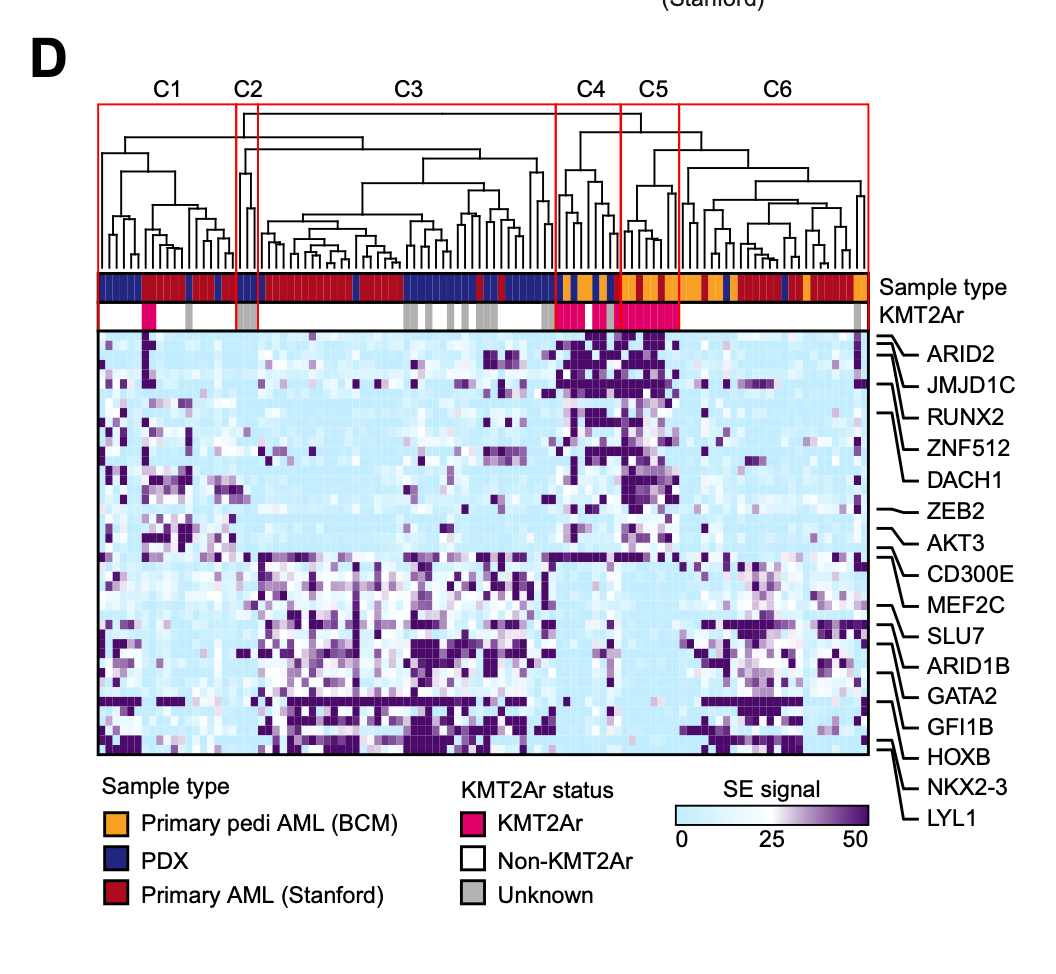 (Stanford)
D
C1 C2 C3 C4 C5 C6
Sample type
KMT2Ar
ARID2
JMJD1C
RUNX2
ZNF512
DACH1
ZEB2
AKT3
CD300E
MEF2C
SLU7
ARID1B
GATA2
GFI1B
HOXB
NKX2-3
LYL1
Sample type
Primary pedi AML (BCM)
PDX
Primary AML (Stanford)
KMT2Ar status
KMT2Ar
Non-KMT2Ar
Unknown
SE signal
0 25 50